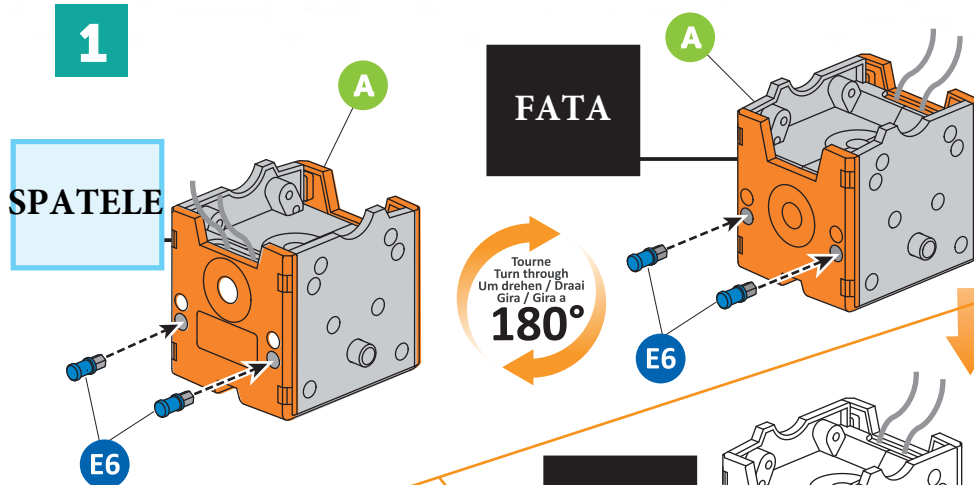 1
A
SPATELE
E6
Tourne
Turn through
Um drehen / Draai
Gira / Gira a
180°
A
FATA
E6